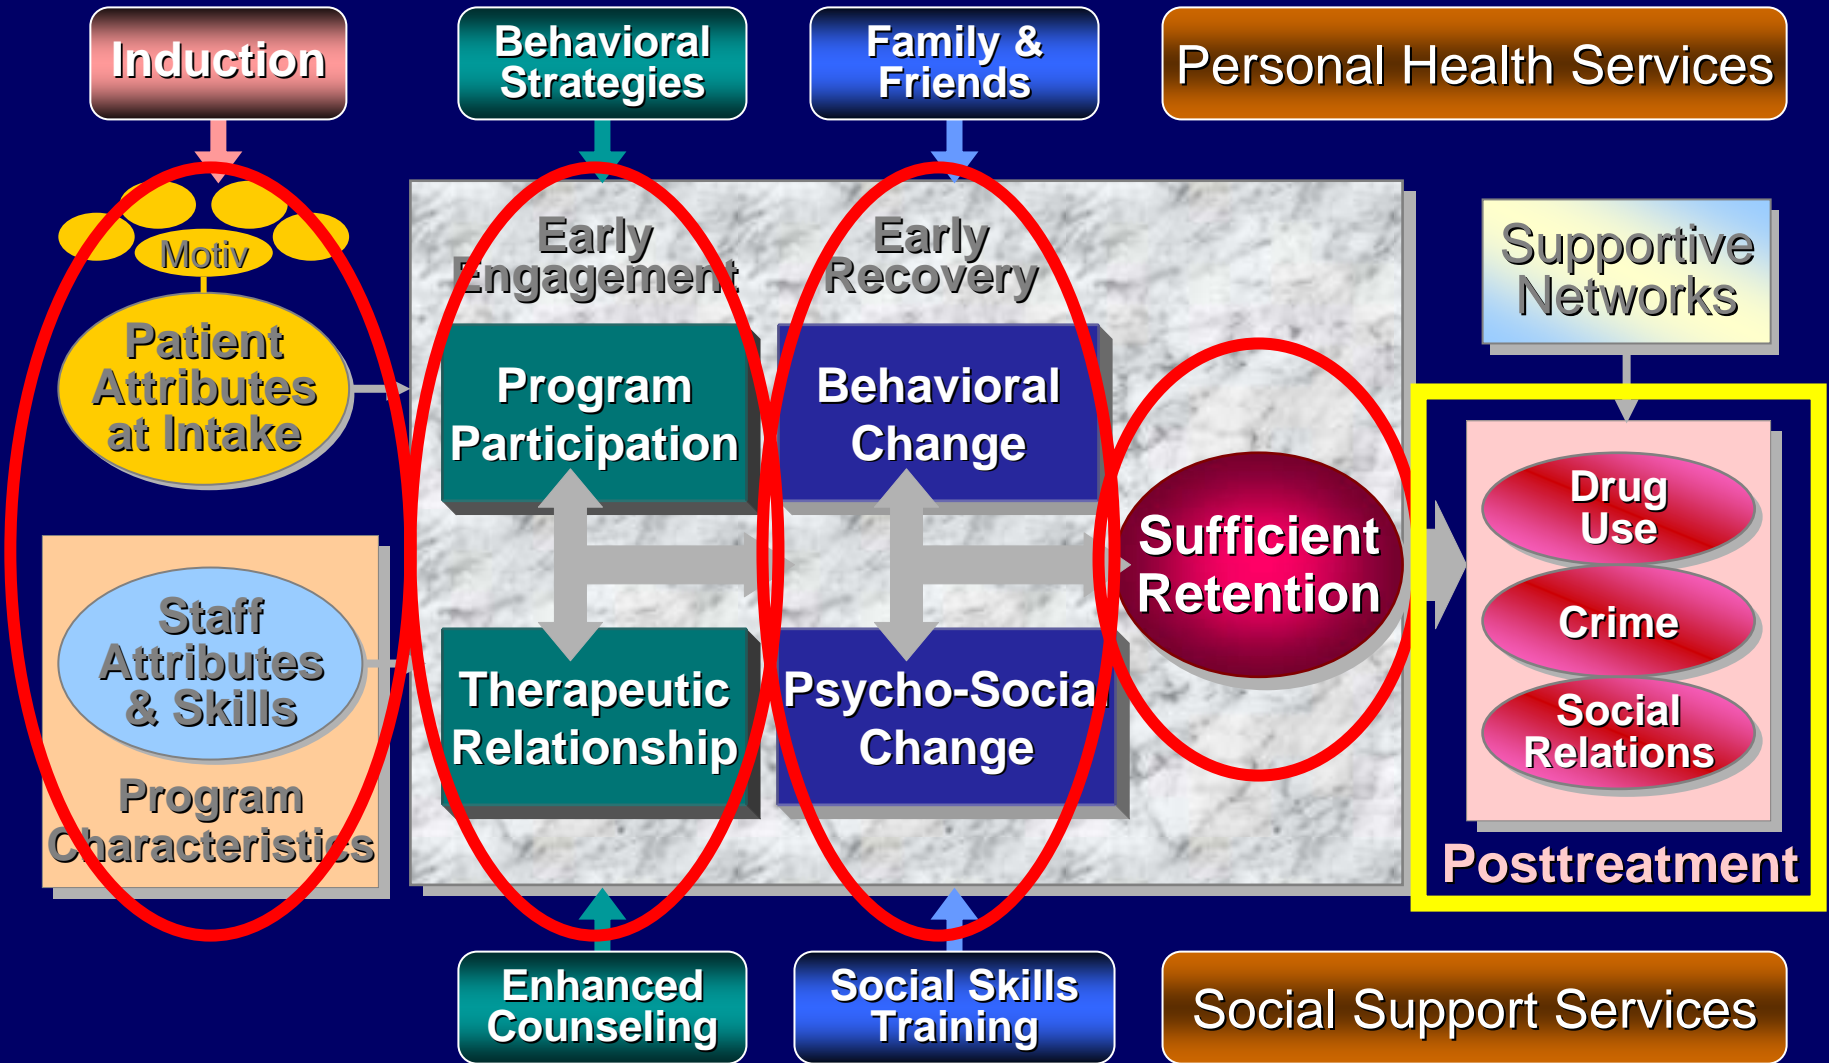 Induction
Behavioral
Strategies
Family &
Friends
Personal Health Services
Motiv
Patient
Attributes
at Intake
Staff
Attributes
& Skills
Program
Characteristics
Early
Engagement
Program
Participation
Therapeutic
Relationship
Early
Recovery
Behavioral
Change
Psycho-Social
Change
Sufficient
Retention
Supportive
Networks
Drug
Use
Crime
Social
Relations
Posttreatment
Enhanced
Counseling
Social Skills
Training
Social Support Services